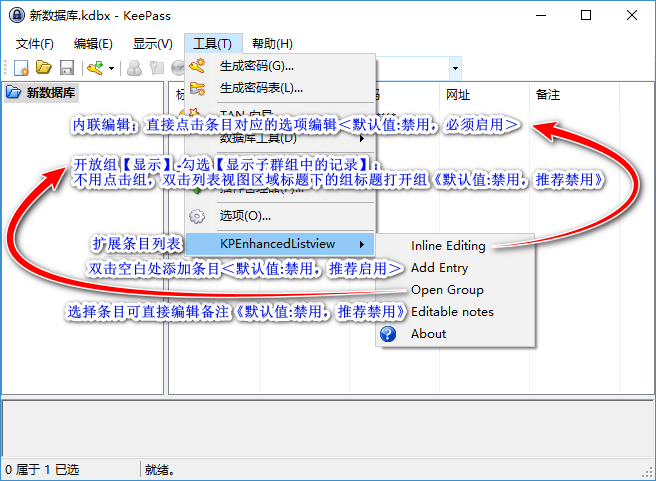 新数据库.kdbx - KeePass
文件(F) 编辑(E) 显示(V) 工具(T) 帮助(H)
生成密码(G)...
生成密码表(L)...
新数据库
网址 备注
内联编辑；直接点击条目对应的选项编辑＜默认值:禁用，必须启用＞
数据库工具(D)
开放组【显示】-勾选【显示子群组中的记录】；
不用点击组，双击列表视图区域标题下的组标题打开组《默认值:禁用，推荐禁用》
选项(O)...
扩展条目列表 KPEnhancedListview Inline Editing
双击空白处添加条目＜默认值:禁用，推荐启用＞ Add Entry
Open Group
选择条目可直接编辑备注《默认值:禁用，推荐禁用》 Editable notes
About
0 属于 1 已选 就绪。